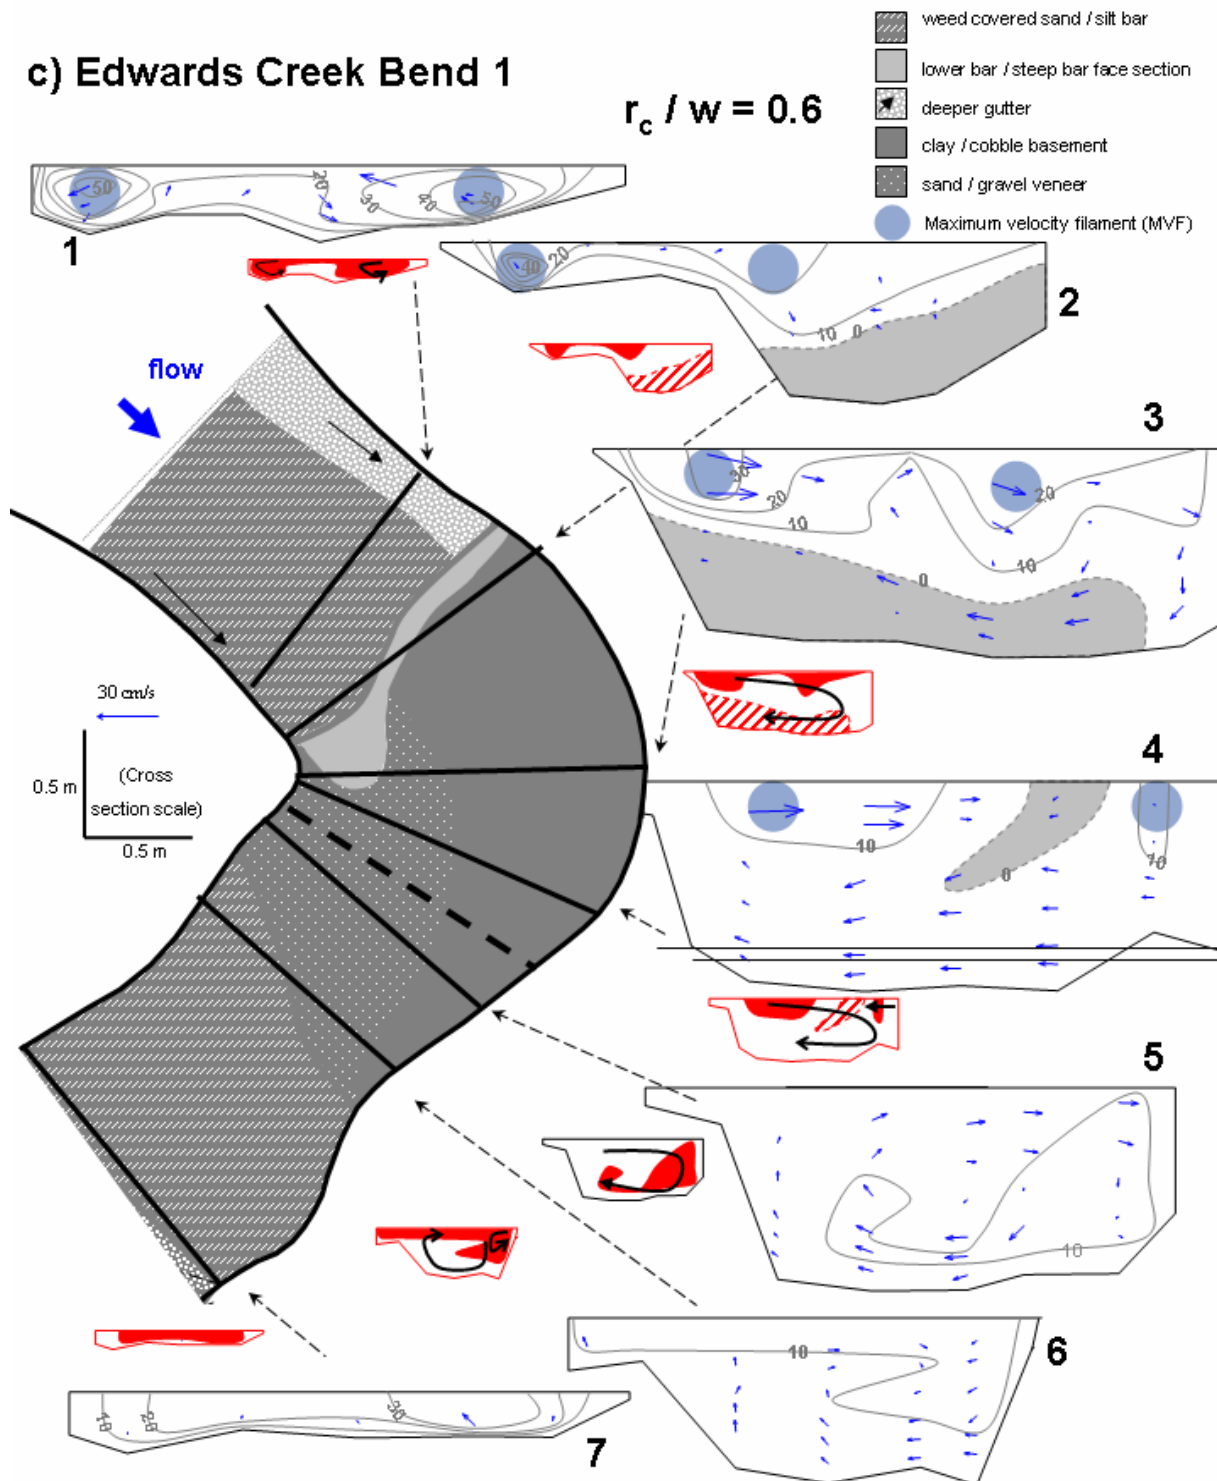 weed covered sand / silt bar
c) Edwards Creek Bend 1
lower bar / steep bar face section
r_c / w = 0.6
deeper gutter
clay / cobble basement
sand / gravel veneer
Maximum velocity filament (MVF)
50
20
30
40
50
1
40
20
10
0
2
flow
3
30
20
10
20
10
0
30 cm/s
0.5 m
(Cross
section scale)
0.5 m
4
10
0
10
5
10
6
10
10
20
30
7